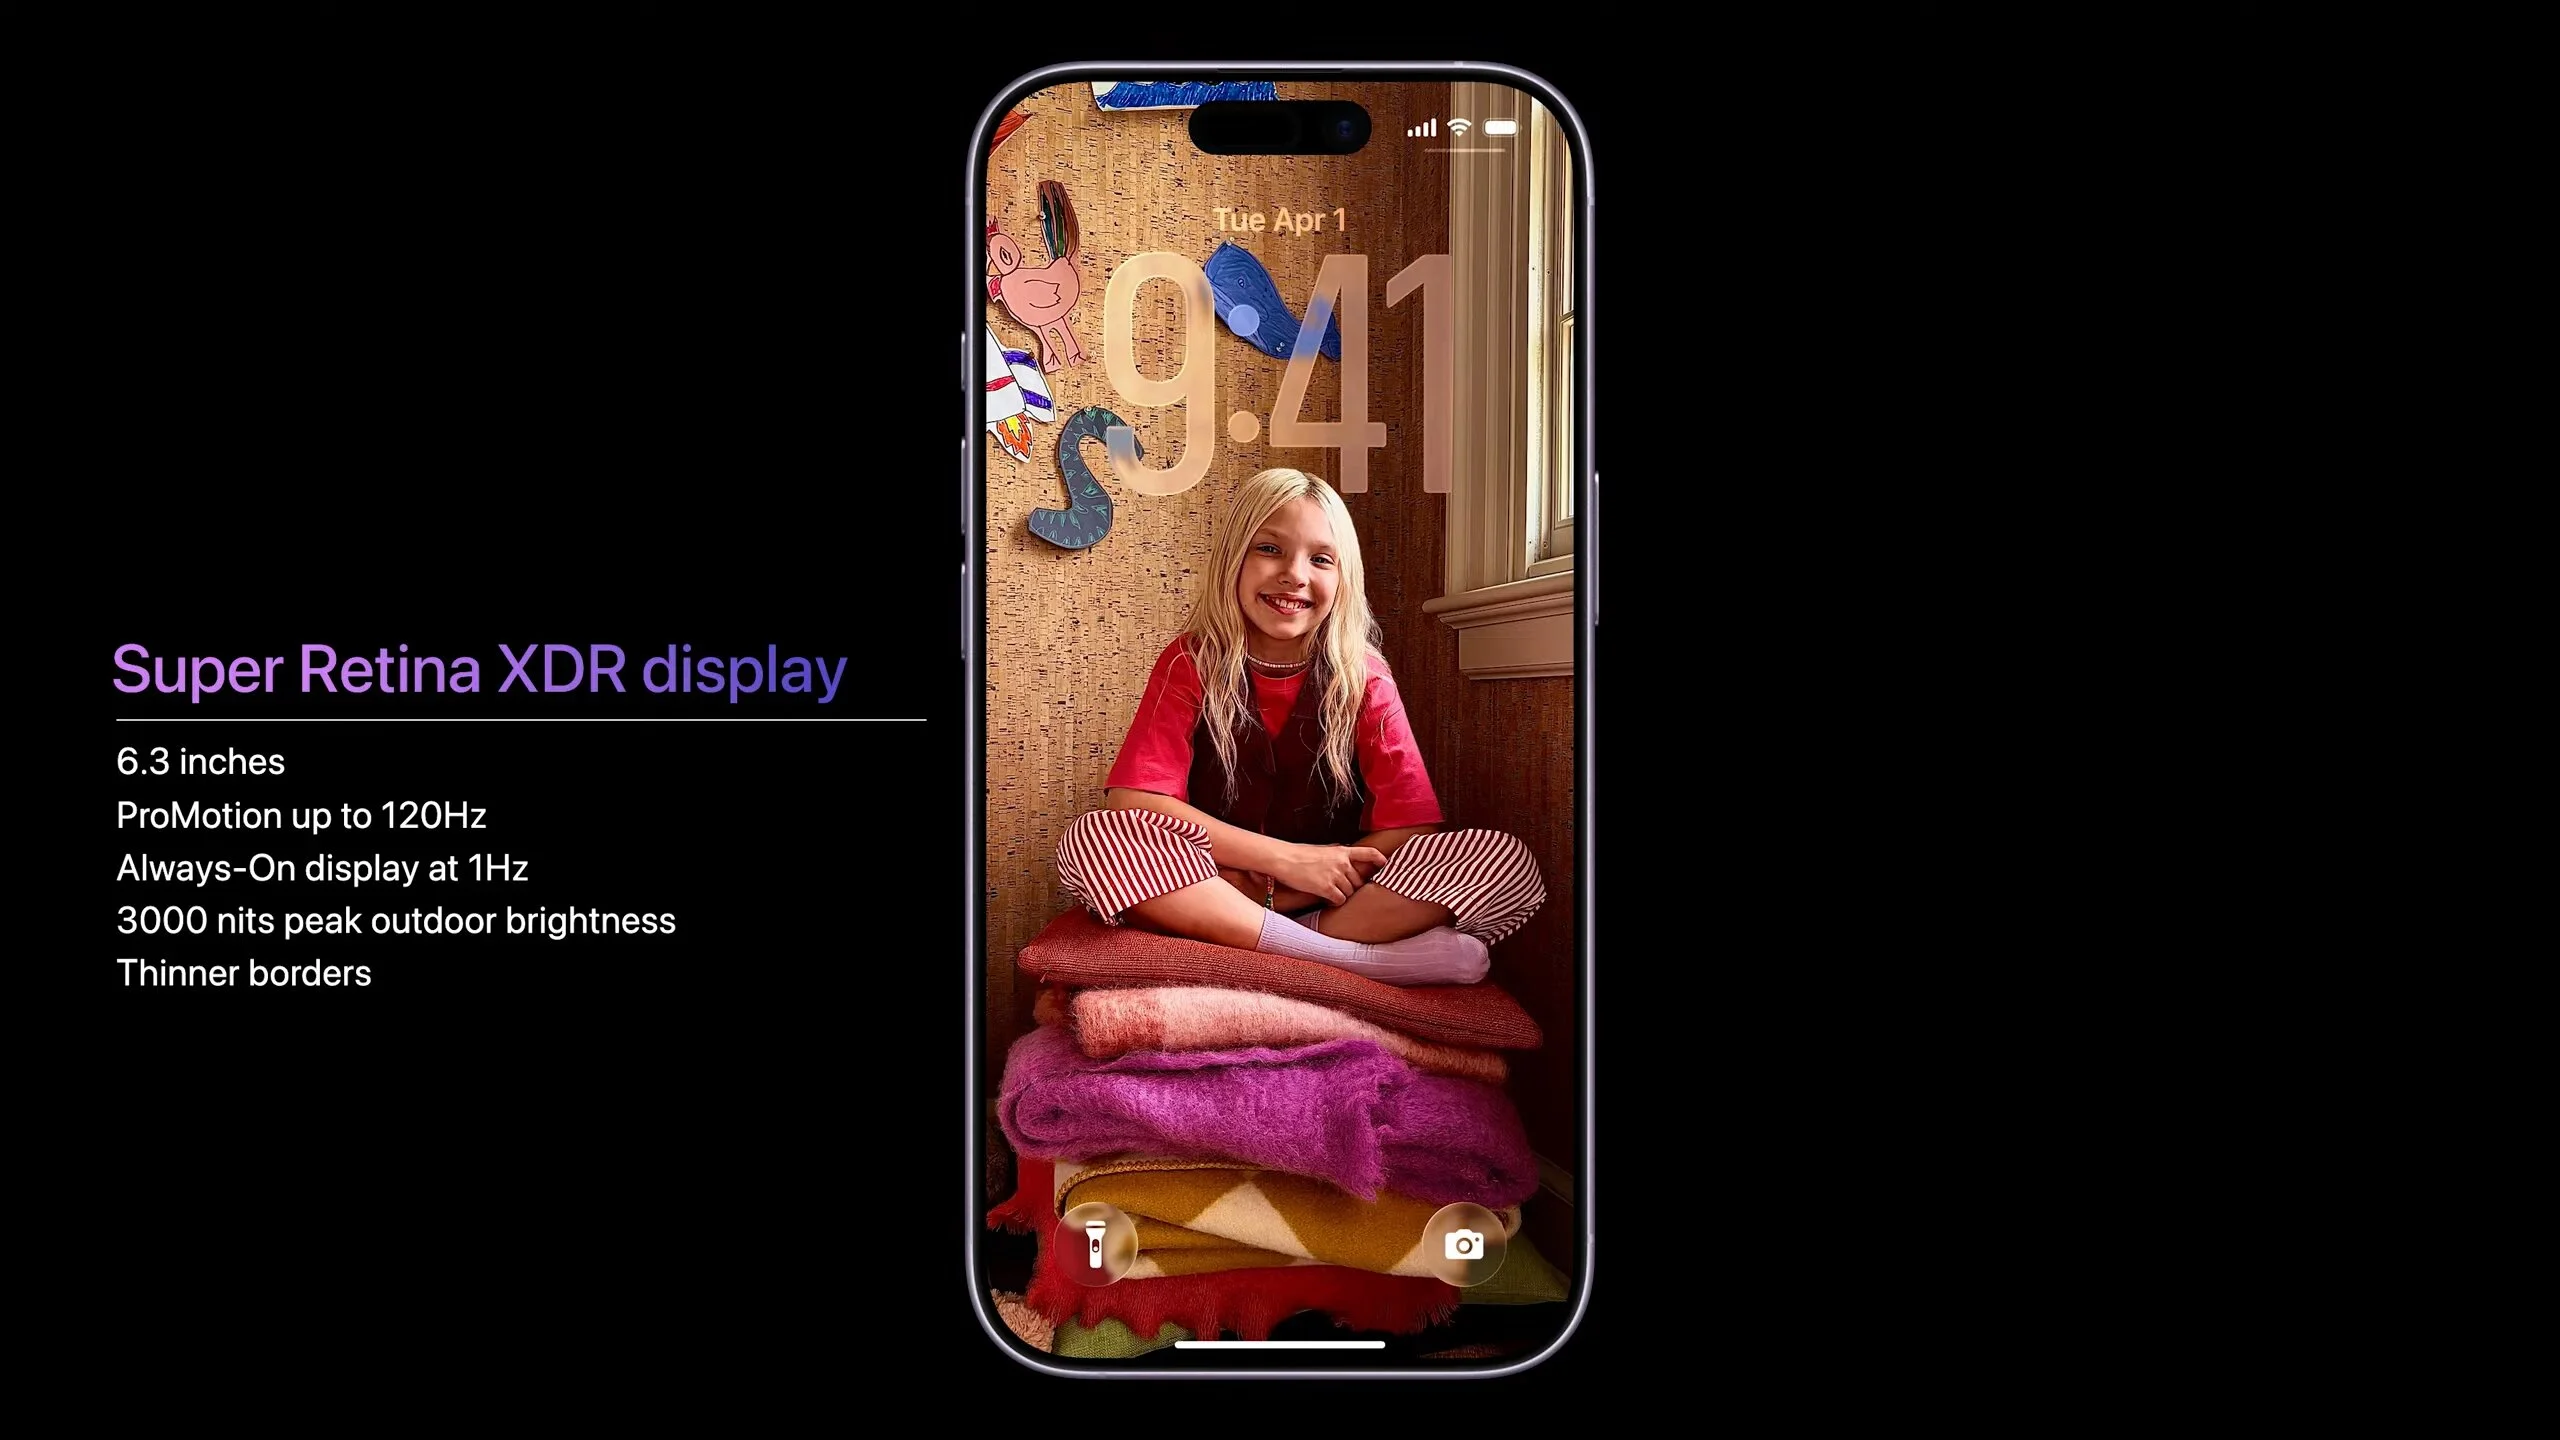 Super Retina XDR display
6.3 inches
ProMotion up to 120Hz
Always-On display at 1Hz
3000 nits peak outdoor brightness
Thinner borders
Tue Apr 1
9:41